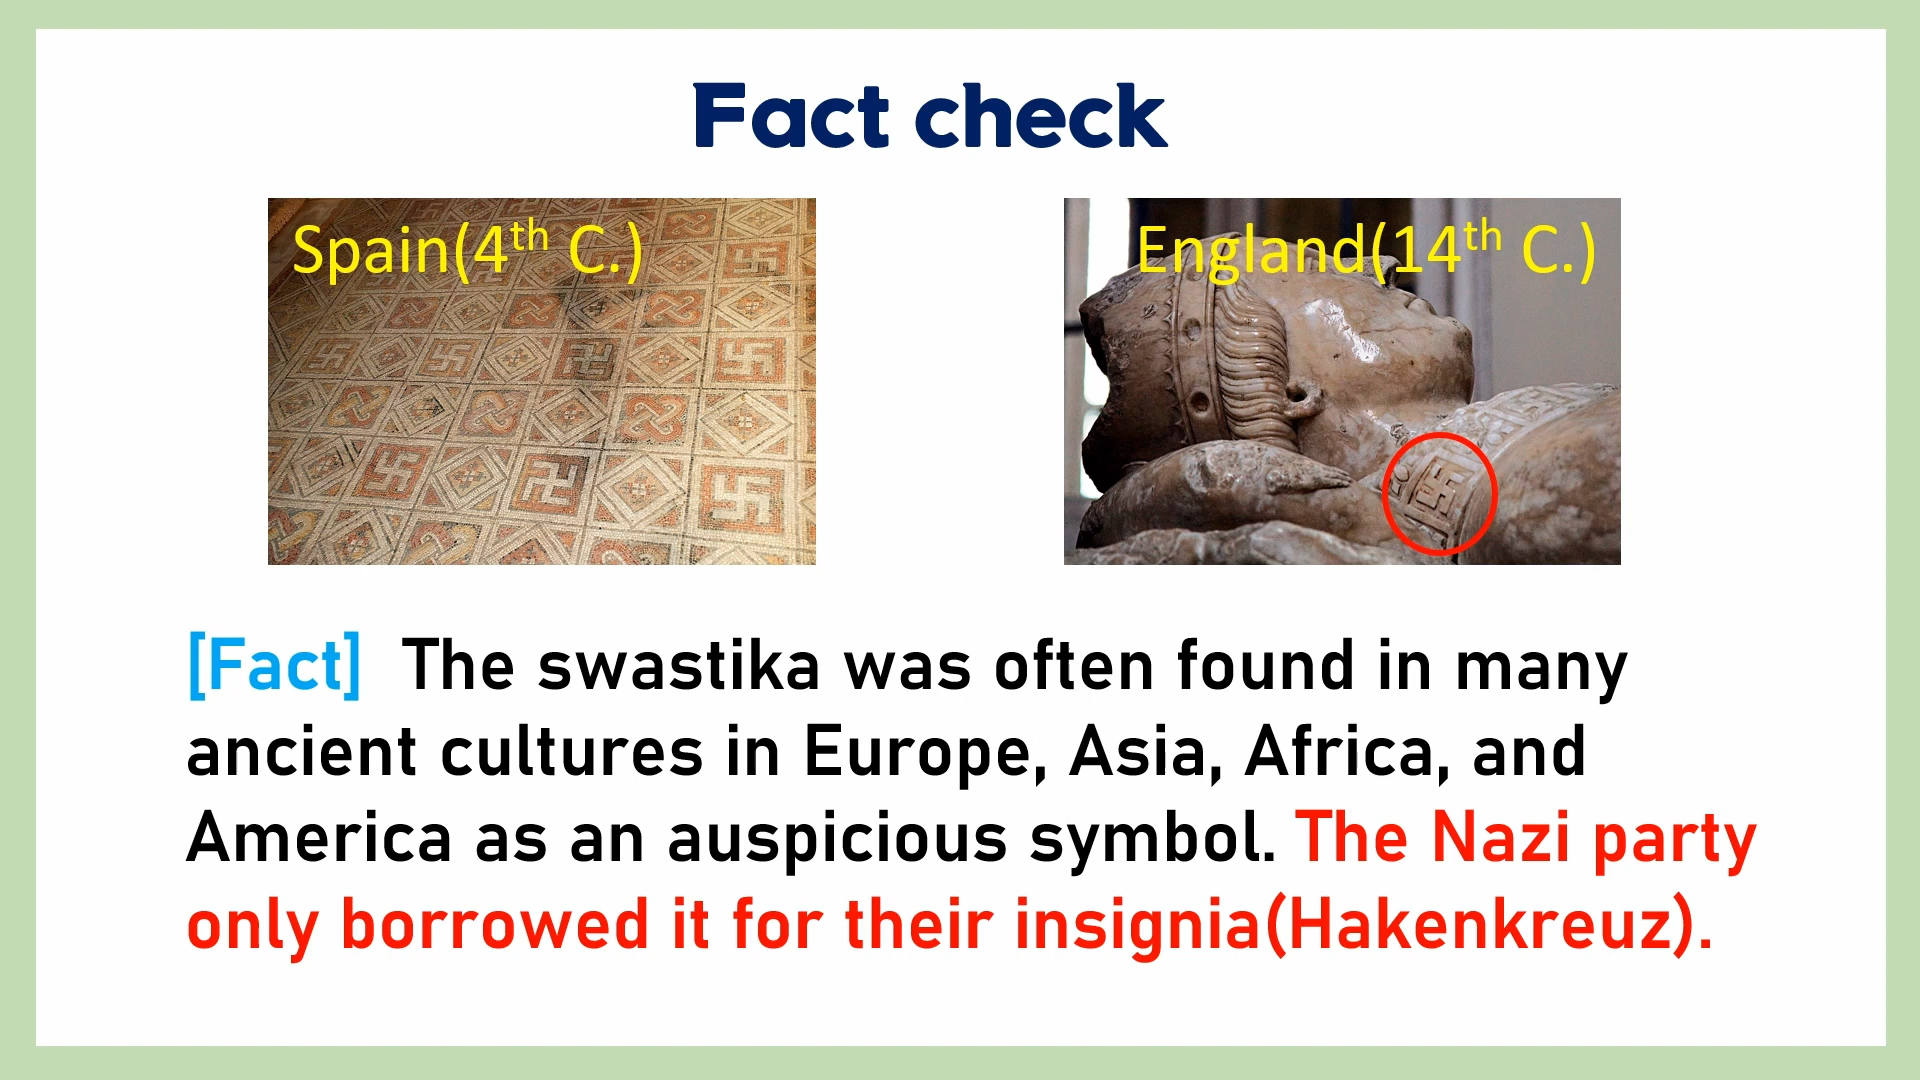 Fact check
Spain(4th C.)
England(14th C.)
[Fact] The swastika was often found in many
ancient cultures in Europe, Asia, Africa, and
America as an auspicious symbol. The Nazi party
only borrowed it for their insignia(Hakenkreuz).